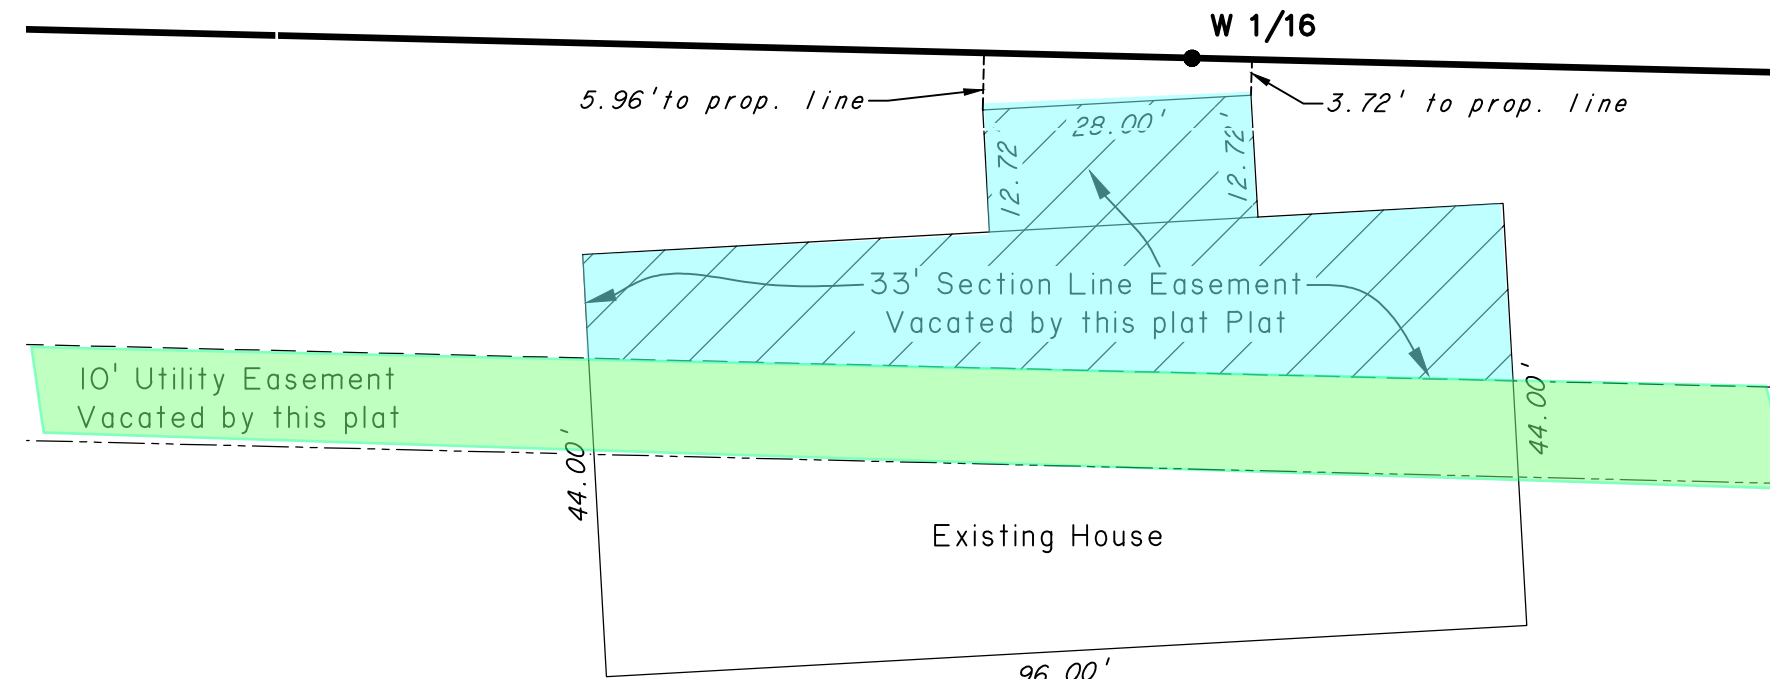 W 1/16
5.96' to prop. line
3.72' to prop. line
28.00'
12.72'
12.72'
33' Section Line Easement
Vacated by this plat Plat
10' Utility Easement
Vacated by this plat
44.00'
44.00'
Existing House
96.00'